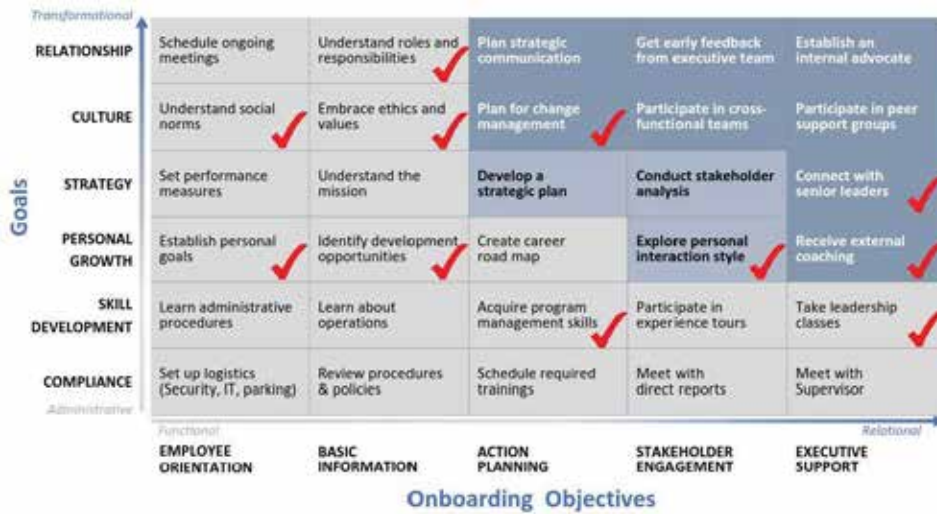 Transformational
RELATIONSHIP
Schedule ongoing
meetings
Understand roles and
responsibilities
Plan strategic
communication
Get early feedback
from executive team
Establish an
internal advocate
CULTURE
Understand social
norms
Embrace ethics and
values
Plan for change
management
Participate in cross-
functional teams
Participate in peer
support groups
STRATEGY
Set performance
measures
Understand the
mission
Develop a
strategic plan
Conduct stakeholder
analysis
Connect with
senior leaders
Goals
PERSONAL
GROWTH
Establish personal
goals
Identify development
opportunities
Create career
road map
Explore personal
interaction style
Receive external
coaching
SKILL
DEVELOPMENT
Learn administrative
procedures
Learn about
operations
Acquire program
management skills
Participate in
experience tours
Take leadership
classes
COMPLIANCE
Set up logistics
(Security, IT, parking)
Review procedures
& policies
Schedule required
trainings
Meet with
direct reports
Meet with
Supervisor
Administrative
Functional
Relational
EMPLOYEE
ORIENTATION
BASIC
INFORMATION
ACTION
PLANNING
STAKEHOLDER
ENGAGEMENT
EXECUTIVE
SUPPORT
Onboarding Objectives